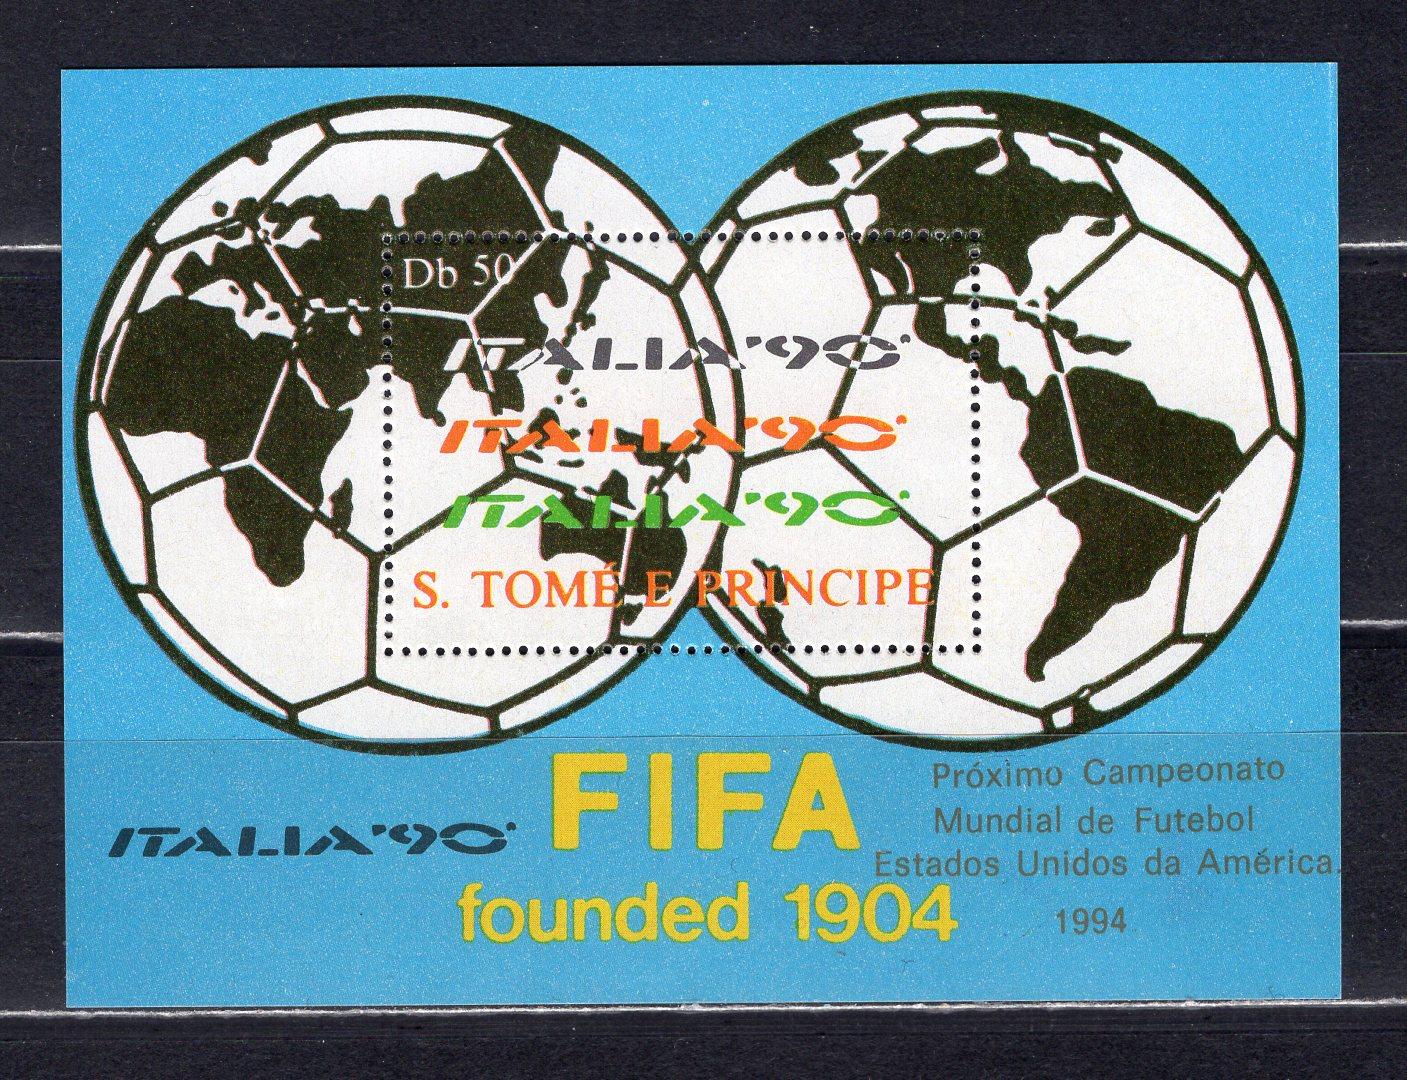 Db 50
ITALIA'90
ITALIA'90
ITALIA'90
S. TOMÉ E PRINCIPE
FIFA
founded 1904
ITALIA'90
Próximo Campeonato
Mundial de Futebol
Estados Unidos da América.
1994